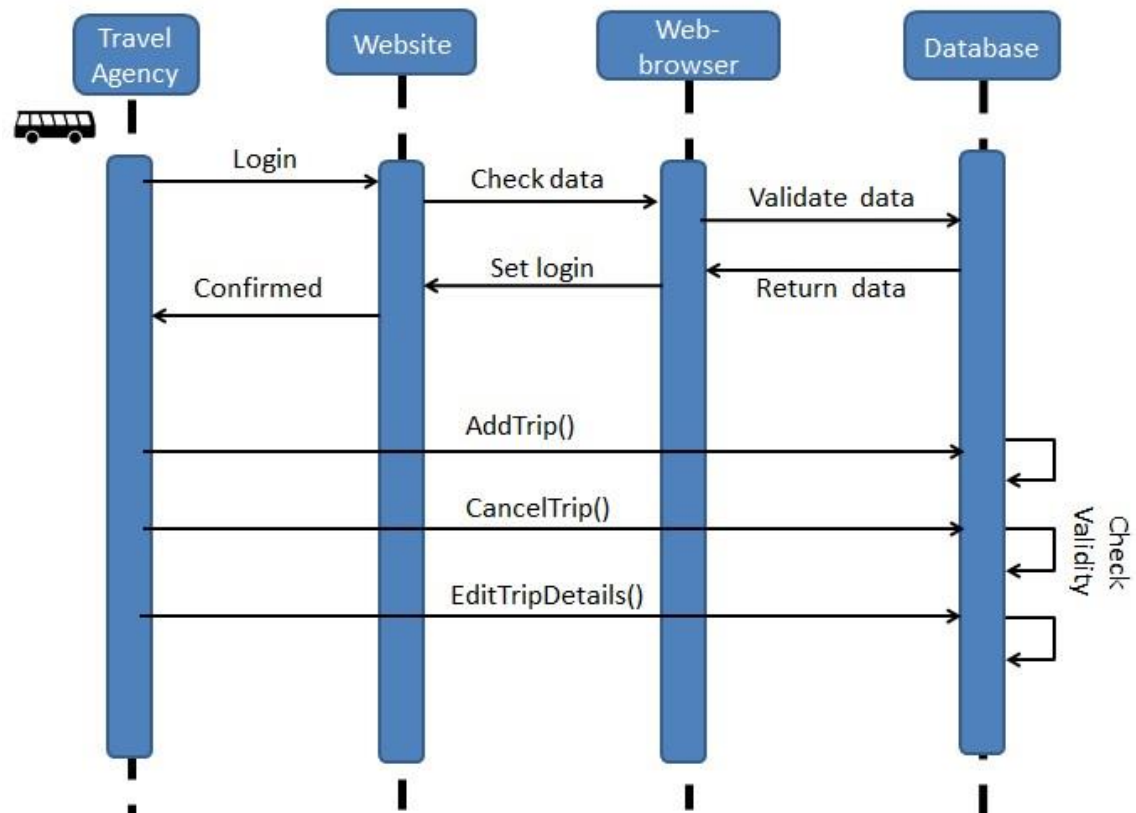 Travel
Agency
Website
Web-
browser
Database
Login
Check data
Validate data
Set login
Return data
Confirmed
AddTrip()
CancelTrip()
Check
Validity
EditTripDetails()